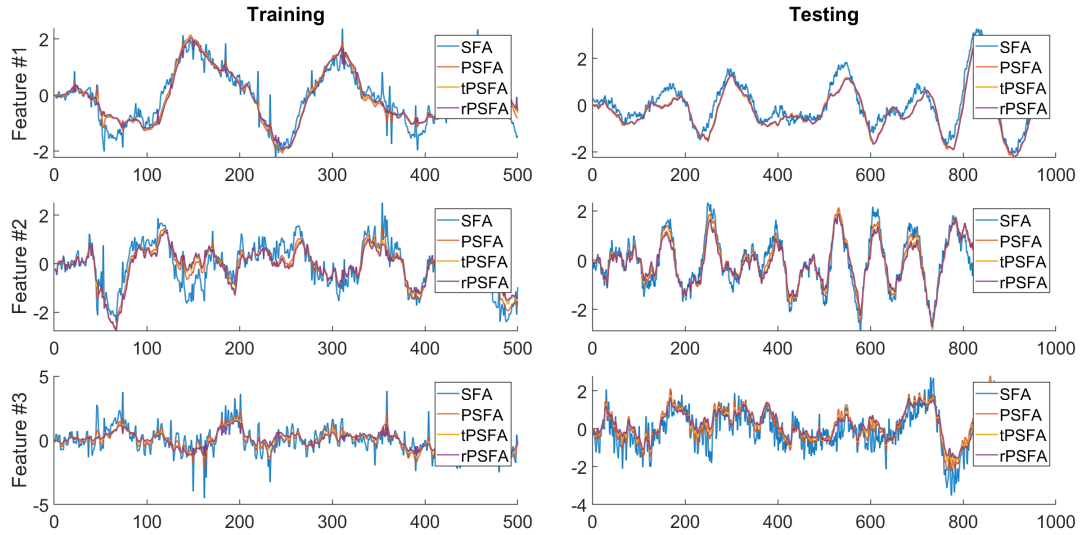 Training
Testing
Feature #1
2
0
-2
0
100
200
300
400
500
SFA
PSFA
tPSFA
rPSFA
2
0
-2
0
200
400
600
800
1000
SFA
PSFA
tPSFA
rPSFA
Feature #2
2
0
-2
0
100
200
300
400
500
SFA
PSFA
tPSFA
rPSFA
2
0
-2
0
200
400
600
800
1000
SFA
PSFA
tPSFA
rPSFA
Feature #3
5
0
-5
0
100
200
300
400
500
SFA
PSFA
tPSFA
rPSFA
2
0
-2
-4
0
200
400
600
800
1000
SFA
PSFA
tPSFA
rPSFA